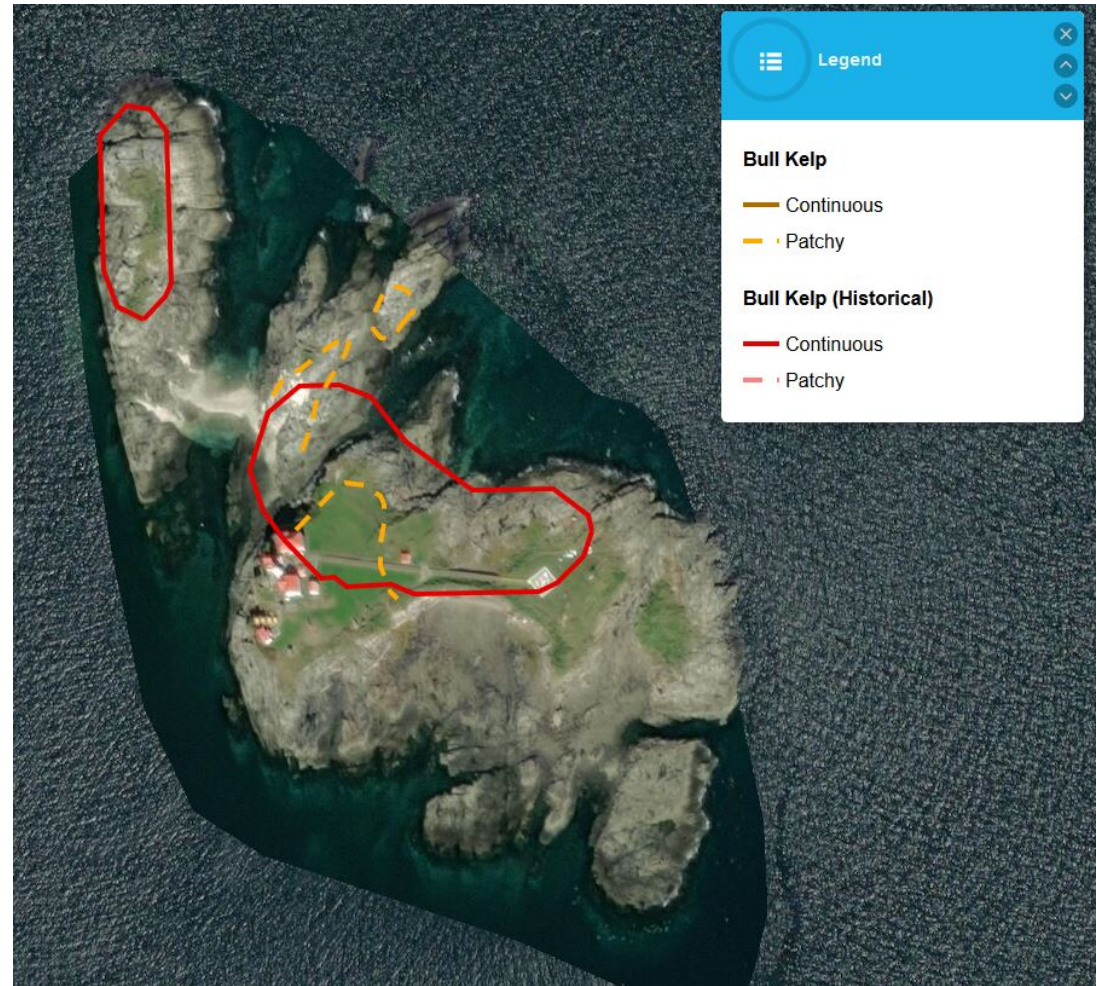 Legend
Bull Kelp
Continuous
Patchy
Bull Kelp (Historical)
Continuous
Patchy